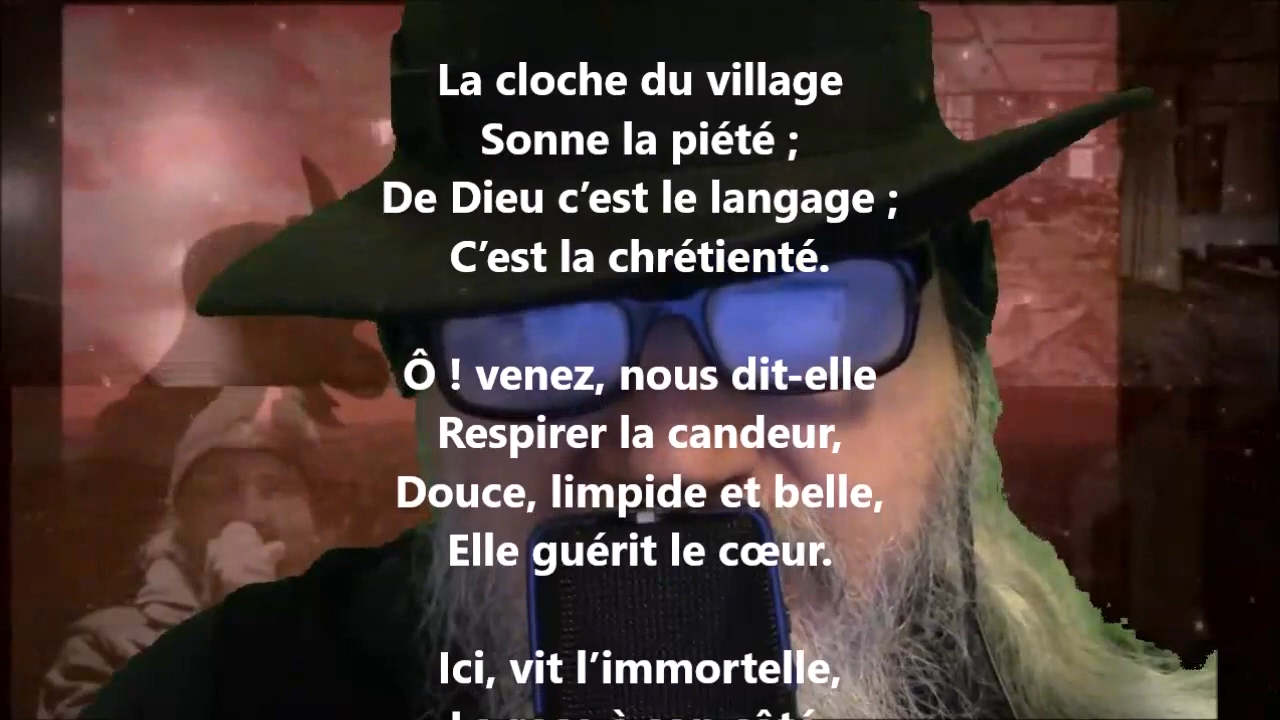 La cloche du village
Sonne la piété ;
De Dieu c’est le langage ;
C’est la chrétienté.
Ô ! venez, nous dit-elle
Respirer la candeur,
Douce, limpide et belle,
Elle guérit le cœur.
Ici, vit l’immortelle,